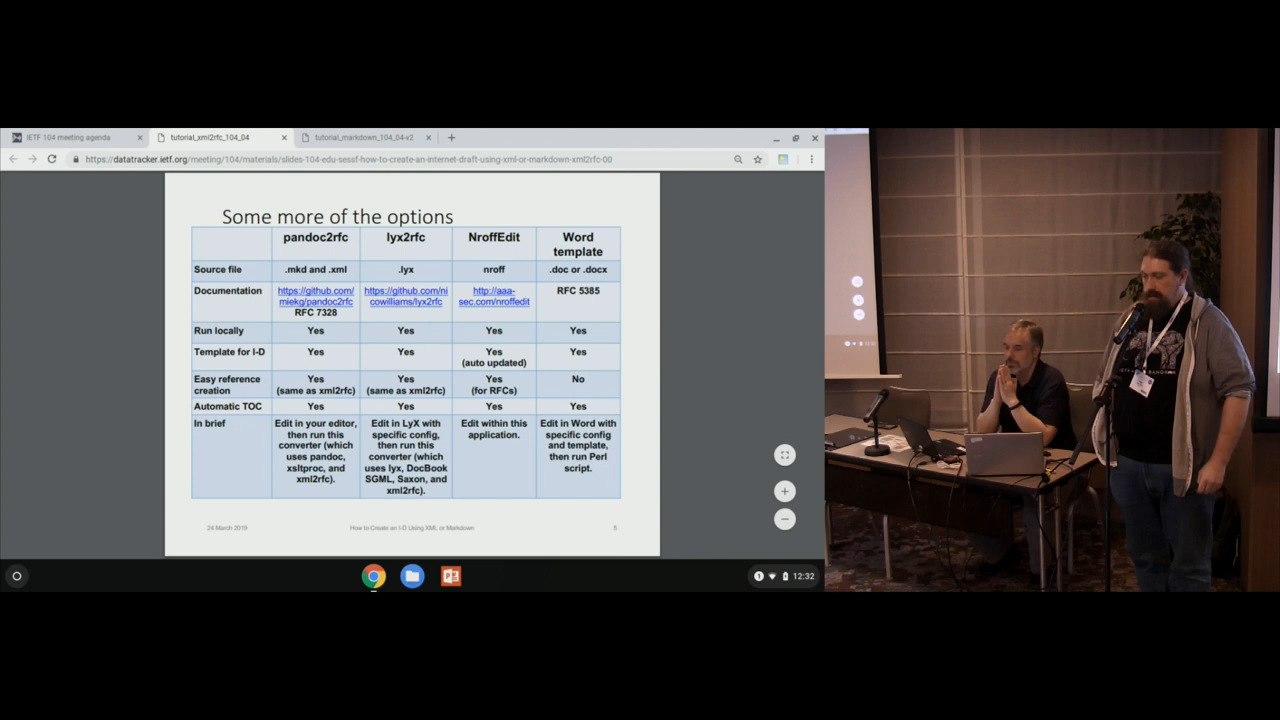 IETF 104 meeting agenda
tutorial_xml2rfc_104_04
tutorial_markdown_104_04-v2
https://datatracker.ietf.org/meeting/104/materials/slides-104-edu-sessf-how-to-create-an-internet-draft-using-xml-or-markdown-xml2rfc-00
Some more of the options
pandoc2rfc
lyx2rfc
NroffEdit
Word
template
Source file
.mkd and .xml
.lyx
nroff
.doc or .docx
Documentation
https://github.com/
miekg/pandoc2rfc
RFC 7328
https://github.com/ni
cowilliams/lyx2rfc
http://aaa-
sec.com/nroffedit
RFC 5385
Run locally
Yes
Yes
Yes
Yes
Template for I-D
Yes
Yes
Yes
(auto updated)
Yes
Easy reference
creation
Yes
(same as xml2rfc)
Yes
(same as xml2rfc)
Yes
(for RFCs)
No
Automatic TOC
Yes
Yes
Yes
Yes
In brief
Edit in your editor,
then run this
converter (which
uses pandoc,
xsltproc, and
xml2rfc).
Edit in LyX with
specific config,
then run this
converter (which
uses lyx, DocBook
SGML, Saxon, and
xml2rfc).
Edit within this
application.
Edit in Word with
specific config
and template,
then run Perl
script.
24 March 2019
How to Create an I-D Using XML or Markdown
5
1
12:32